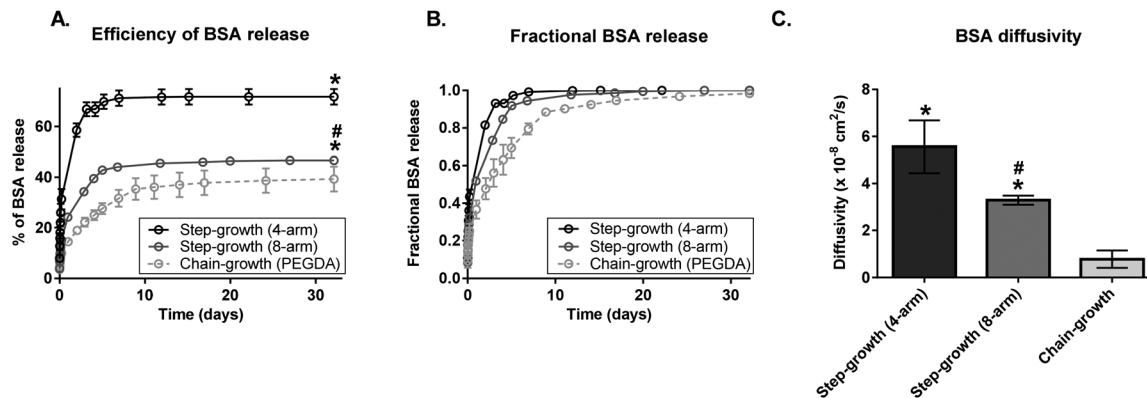 A.
Efficiency of BSA release
% of BSA release
60
40
20
0
0 10 20 30
Time (days)
*
#
*
Step-growth (4-arm)
Step-growth (8-arm)
Chain-growth (PEGDA)
B.
Fractional BSA release
Fractional BSA release
1.0
0.8
0.6
0.4
0.2
0.0
0 10 20 30
Time (days)
Step-growth (4-arm)
Step-growth (8-arm)
Chain-growth (PEGDA)
C.
BSA diffusivity
Diffusivity (x 10⁻⁸ cm²/s)
8
6
4
2
0
*
#
*
Step-growth (4-arm)
Step-growth (8-arm)
Chain-growth